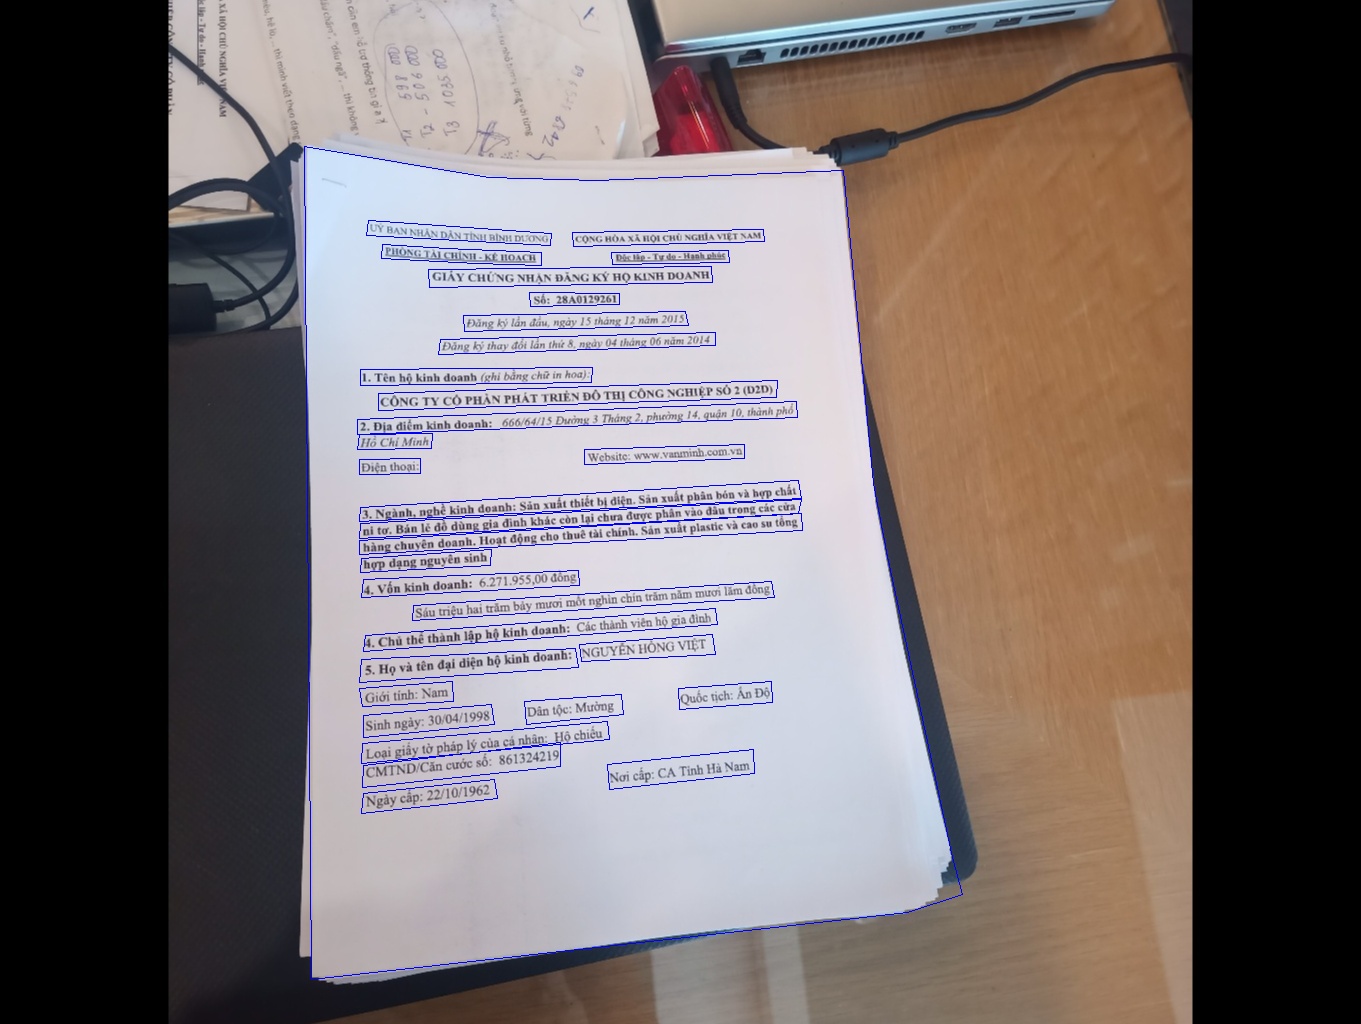 UỶ BAN NHÂN DÂN TỈNH BÌNH DƯƠNG
CỘNG HÒA XÃ HỘI CHỦ NGHĨA VIỆT NAM
PHÒNG TÀI CHÍNH - KẾ HOẠCH
Độc lập - Tự do - Hạnh phúc
GIẤY CHỨNG NHẬN ĐĂNG KÝ HỘ KINH DOANH
Số: 28A0129261
Đăng ký lần đầu, ngày 15 tháng 12 năm 2015
Đăng ký thay đổi lần thứ 8, ngày 04 tháng 06 năm 2014
1. Tên hộ kinh doanh (ghi bằng chữ in hoa):
CÔNG TY CỔ PHẦN PHÁT TRIỂN ĐÔ THỊ CÔNG NGHIỆP SỐ 2 (D2D)
2. Địa điểm kinh doanh: 666/64/15 Đường 3 Tháng 2, phường 14, quận 10, thành phố
Hồ Chí Minh
Điện thoại:
Website: www.vanminh.com.vn
3. Ngành, nghề kinh doanh: Sản xuất thiết bị điện. Sản xuất phân bón và hợp chất
ni tơ. Bán lẻ đồ dùng gia đình khác còn lại chưa được phân vào đâu trong các cửa
hàng chuyên doanh. Hoạt động cho thuê tài chính. Sản xuất plastic và cao su tổng
hợp dạng nguyên sinh
4. Vốn kinh doanh: 6.271.955,00 đồng
Sáu triệu hai trăm bảy mươi mốt nghìn chín trăm năm mươi lăm đồng
4. Chủ thể thành lập hộ kinh doanh: Các thành viên hộ gia đình
5. Họ và tên đại diện hộ kinh doanh: NGUYỄN HỒNG VIỆT
Giới tính: Nam
Sinh ngày: 30/04/1998
Dân tộc: Mường
Quốc tịch: Ấn Độ
Loại giấy tờ pháp lý của cá nhân: Hộ chiếu
CMTND/Căn cước số: 861324219
Nơi cấp: CA Tỉnh Hà Nam
Ngày cấp: 22/10/1962
T2 - 506 000
T3 1085 000